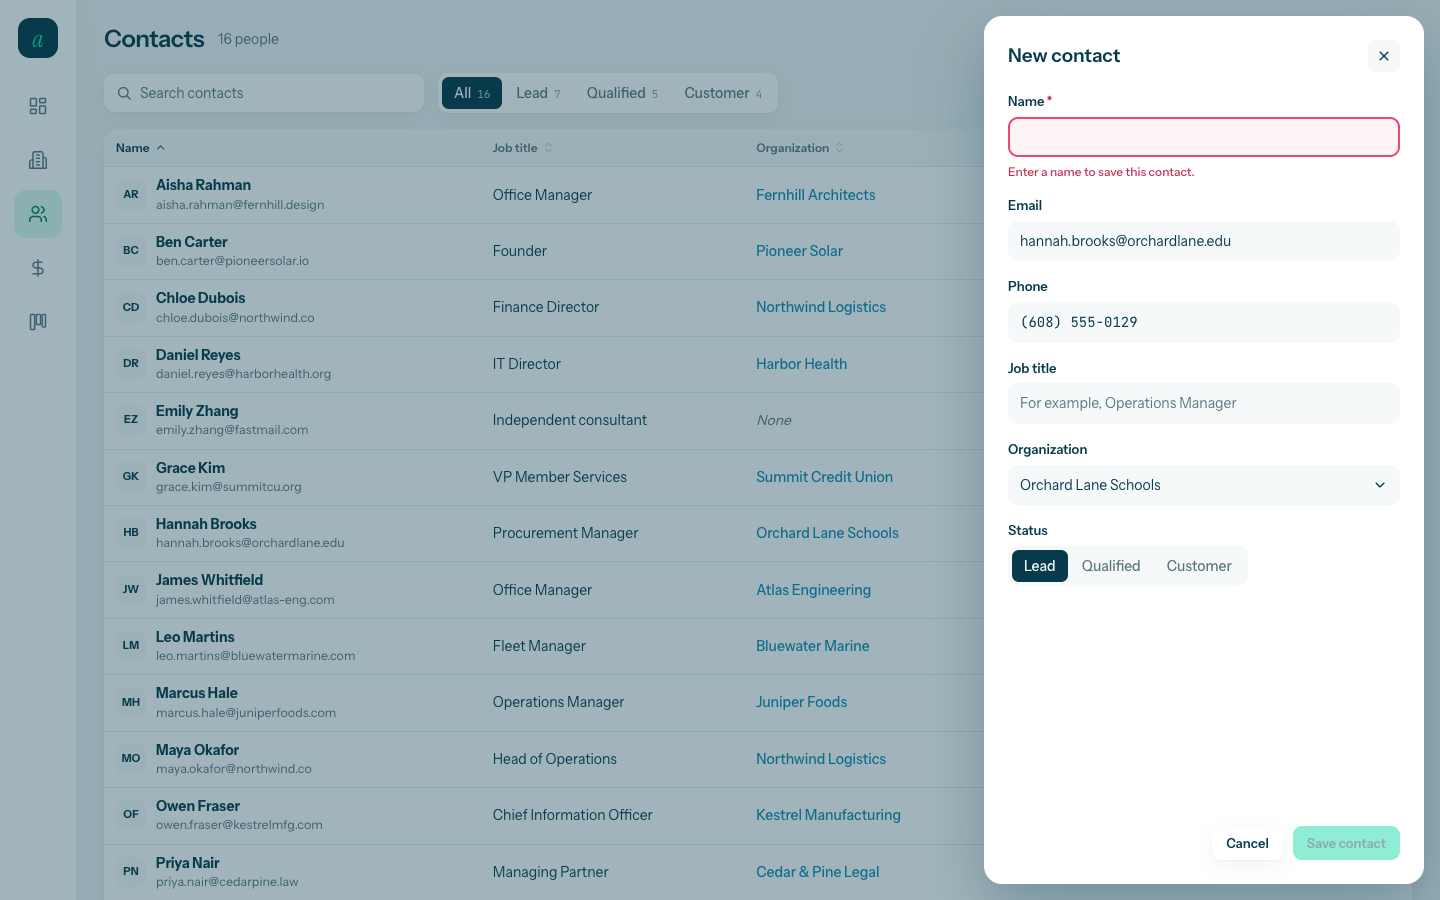 a
Contacts 16 people
Search contacts
All 16 Lead 7 Qualified 5 Customer 4
Name Job title Organization
AR Aisha Rahman Office Manager Fernhill Architects
aisha.rahman@fernhill.design
BC Ben Carter Founder Pioneer Solar
ben.carter@pioneersolar.io
CD Chloe Dubois Finance Director Northwind Logistics
chloe.dubois@northwind.co
DR Daniel Reyes IT Director Harbor Health
daniel.reyes@harborhealth.org
EZ Emily Zhang Independent consultant None
emily.zhang@fastmail.com
GK Grace Kim VP Member Services Summit Credit Union
grace.kim@summitcu.org
HB Hannah Brooks Procurement Manager Orchard Lane Schools
hannah.brooks@orchardlane.edu
JW James Whitfield Office Manager Atlas Engineering
james.whitfield@atlas-eng.com
LM Leo Martins Fleet Manager Bluewater Marine
leo.martins@bluewatermarine.com
MH Marcus Hale Operations Manager Juniper Foods
marcus.hale@juniperfoods.com
MO Maya Okafor Head of Operations Northwind Logistics
maya.okafor@northwind.co
OF Owen Fraser Chief Information Officer Kestrel Manufacturing
owen.fraser@kestrelmfg.com
PN Priya Nair Managing Partner Cedar & Pine Legal
priya.nair@cedarpine.law
New contact
Name *
Enter a name to save this contact.
Email
hannah.brooks@orchardlane.edu
Phone
(608) 555-0129
Job title
For example, Operations Manager
Organization
Orchard Lane Schools
Status
Lead Qualified Customer
Cancel Save contact